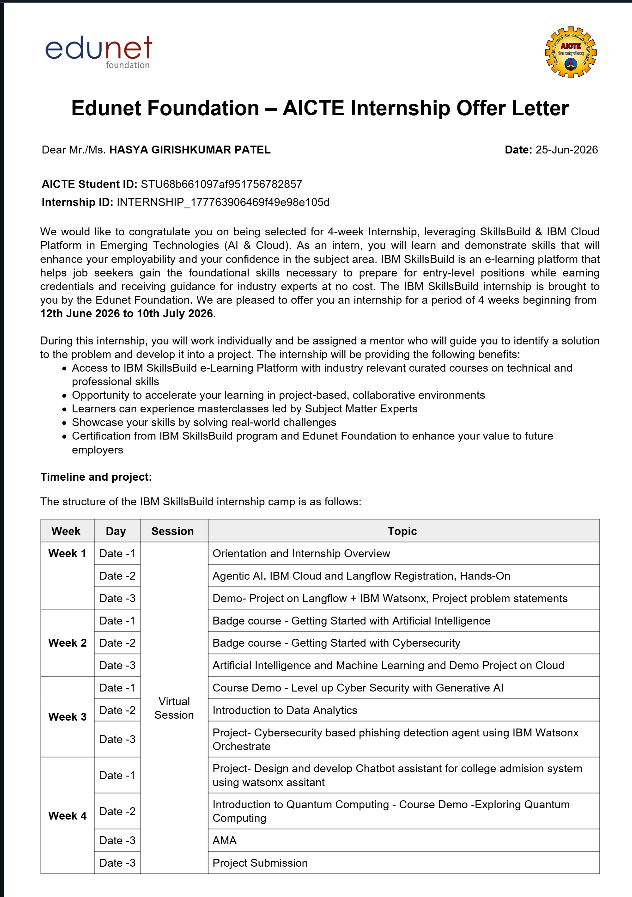 edunet
foundation
AICTE
Edunet Foundation – AICTE Internship Offer Letter
Dear Mr./Ms. HASYA GIRISHKUMAR PATEL
Date: 25-Jun-2026
AICTE Student ID: STU68b661097af951756782857
Internship ID: INTERNSHIP_177763906469f49e98e105d
We would like to congratulate you on being selected for 4-week Internship, leveraging SkillsBuild & IBM Cloud
Platform in Emerging Technologies (AI & Cloud). As an intern, you will learn and demonstrate skills that will
enhance your employability and your confidence in the subject area. IBM SkillsBuild is an e-learning platform that
helps job seekers gain the foundational skills necessary to prepare for entry-level positions while earning
credentials and receiving guidance for industry experts at no cost. The IBM SkillsBuild internship is brought to
you by the Edunet Foundation. We are pleased to offer you an internship for a period of 4 weeks beginning from
12th June 2026 to 10th July 2026.
During this internship, you will work individually and be assigned a mentor who will guide you to identify a solution
to the problem and develop it into a project. The internship will be providing the following benefits:
• Access to IBM SkillsBuild e-Learning Platform with industry relevant curated courses on technical and
professional skills
• Opportunity to accelerate your learning in project-based, collaborative environments
• Learners can experience masterclasses led by Subject Matter Experts
• Showcase your skills by solving real-world challenges
• Certification from IBM SkillsBuild program and Edunet Foundation to enhance your value to future
employers
Timeline and project:
The structure of the IBM SkillsBuild internship camp is as follows:
Week Day Session Topic
Week 1 Date -1 Orientation and Internship Overview
Date -2 Agentic AI, IBM Cloud and Langflow Registration, Hands-On
Date -3 Demo- Project on Langflow + IBM Watsonx, Project problem statements
Date -1 Badge course - Getting Started with Artificial Intelligence
Week 2 Date -2 Badge course - Getting Started with Cybersecurity
Date -3 Artificial Intelligence and Machine Learning and Demo Project on Cloud
Date -1 Course Demo - Level up Cyber Security with Generative AI
Virtual
Session
Week 3 Date -2 Introduction to Data Analytics
Date -3 Project- Cybersecurity based phishing detection agent using IBM Watsonx
Orchestrate
Date -1 Project- Design and develop Chatbot assistant for college admision system
using watsonx assitant
Week 4 Date -2 Introduction to Quantum Computing - Course Demo -Exploring Quantum
Computing
Date -3 AMA
Date -3 Project Submission